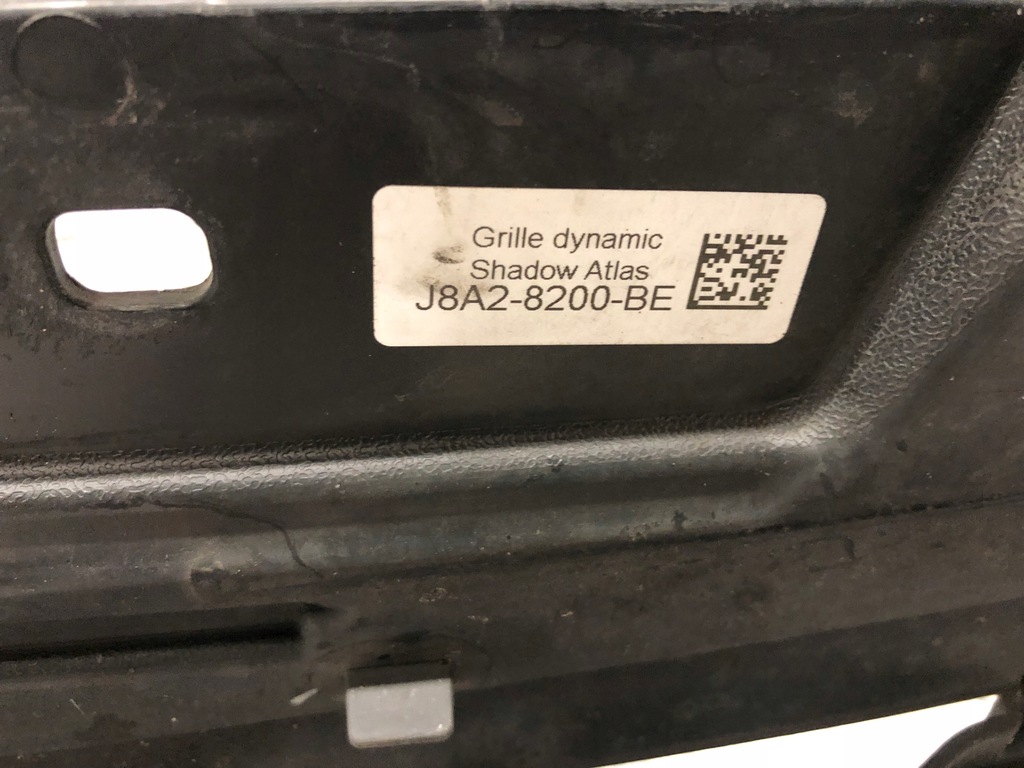 Grille dynamic
Shadow Atlas
J8A2-8200-BE